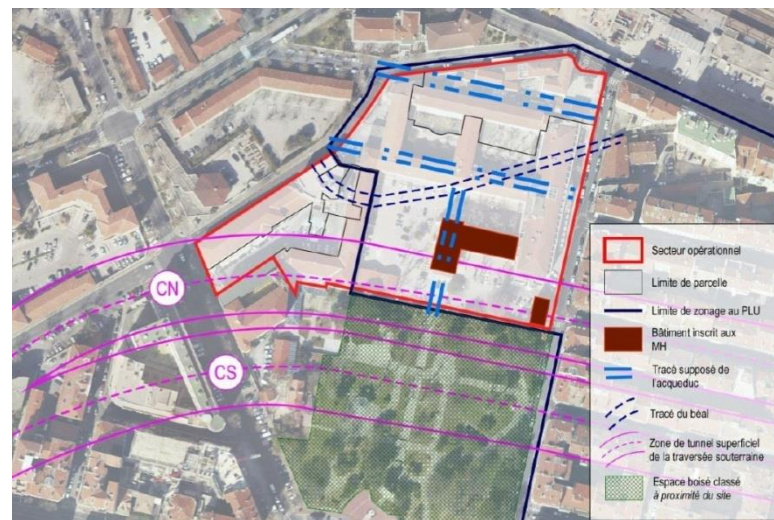 CN
CS
Secteur opérationnel
Limite de parcelle
Limite de zonage au PLU
Bâtiment inscrit aux
MH
Tracé supposé de
l'acqueduc
Tracé du béal
Zone de tunnel superficiel
de la traversée souterraine
Espace boisé classé
à proximité du site